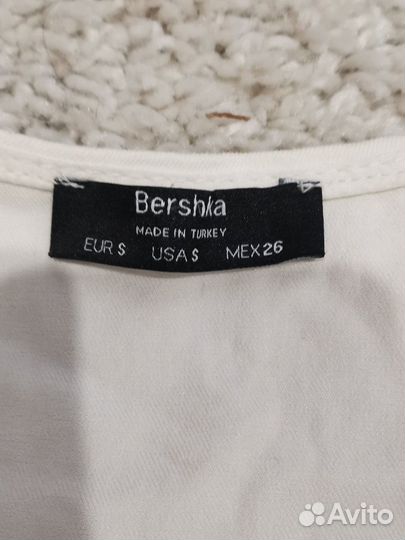 Bershka
MADE IN TURKEY
EUR S USA S MEX 26
Avito